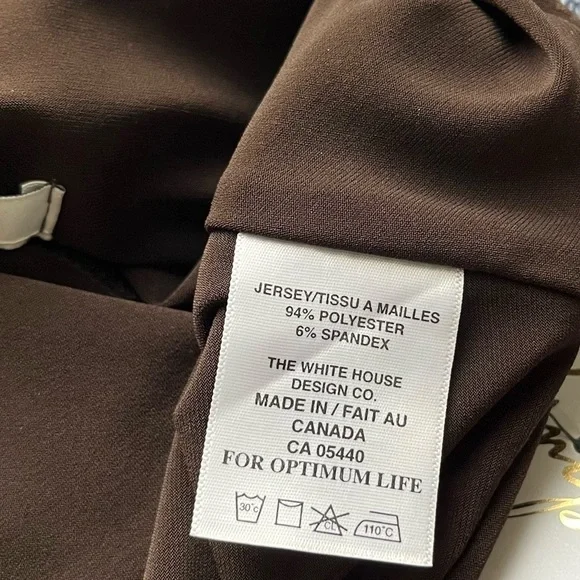 JERSEY/TISSU A MAILLES
94% POLYESTER
6% SPANDEX
THE WHITE HOUSE
DESIGN CO.
MADE IN / FAIT AU
CANADA
CA 05440
FOR OPTIMUM LIFE
30°C
CL
110°C